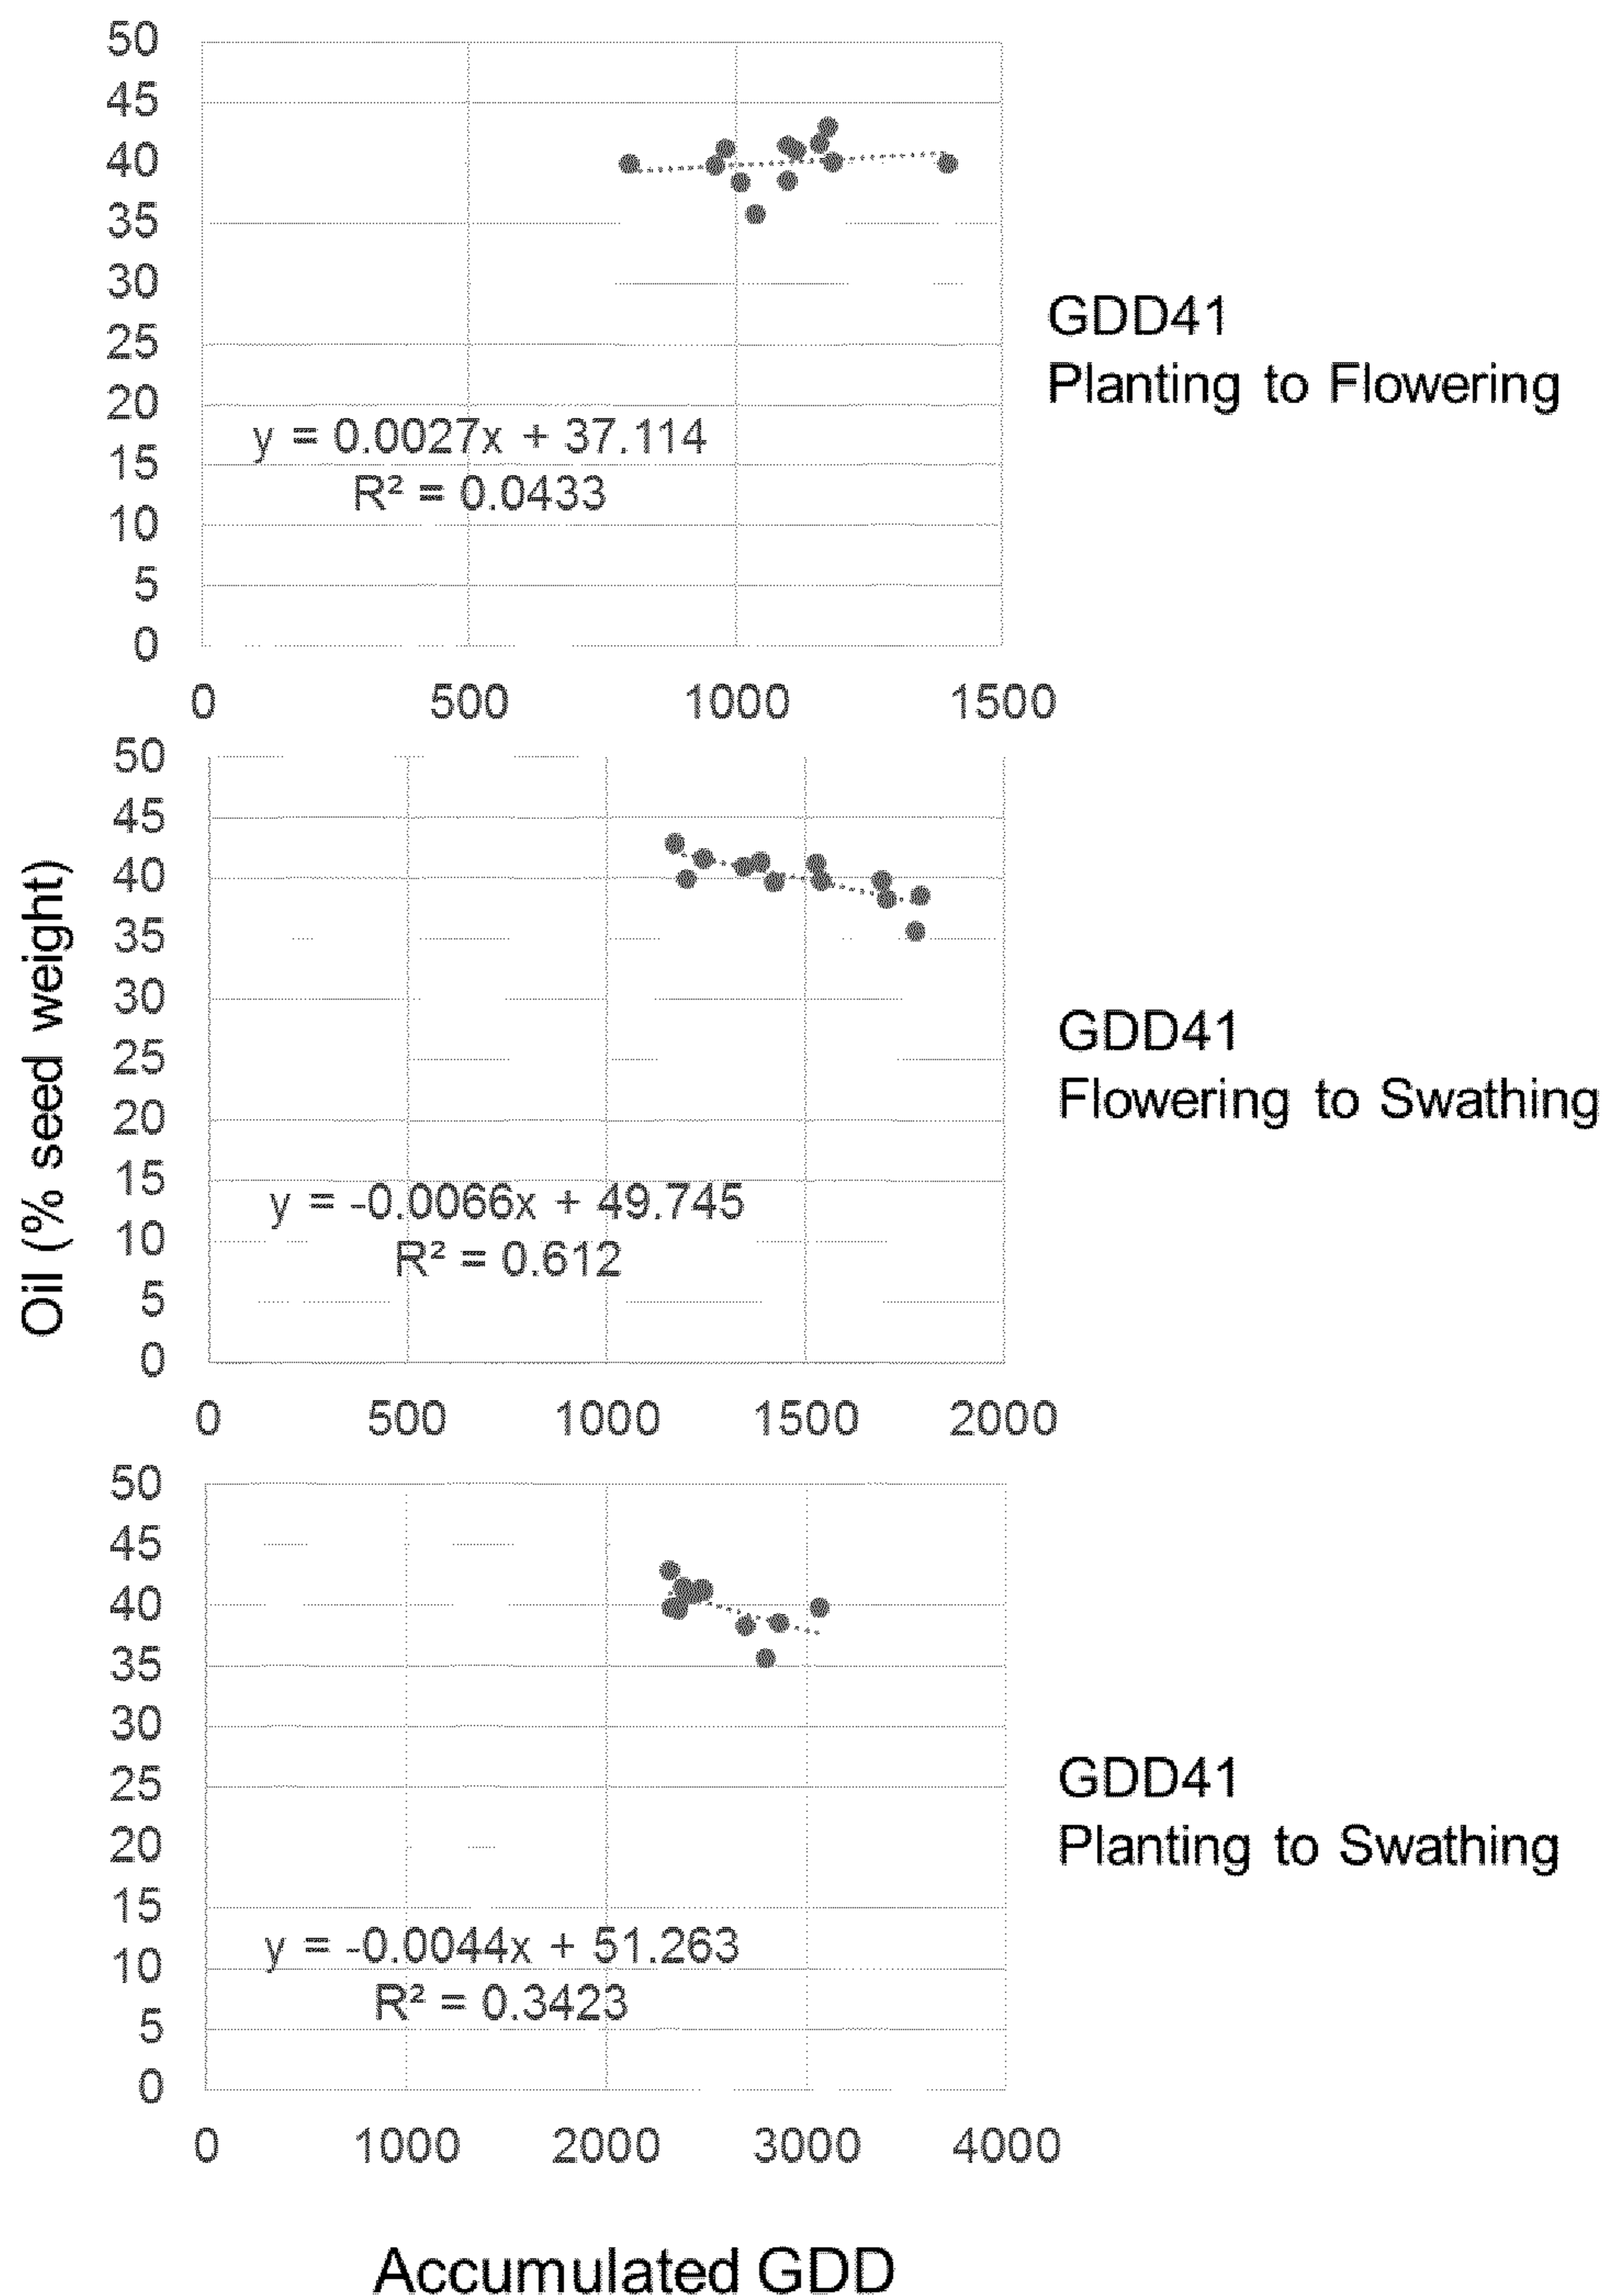 50
45
40
35
30
25
20
15
10
5
0
y = 0.0027x + 37.114
R² = 0.0433
0 500 1000 1500
GDD41
Planting to Flowering
Oil (% seed weight)
50
45
40
35
30
25
20
15
10
5
0
y = -0.0066x + 49.745
R² = 0.612
0 500 1000 1500 2000
GDD41
Flowering to Swathing
50
45
40
35
30
25
20
15
10
5
0
y = -0.0044x + 51.263
R² = 0.3423
0 1000 2000 3000 4000
GDD41
Planting to Swathing
Accumulated GDD